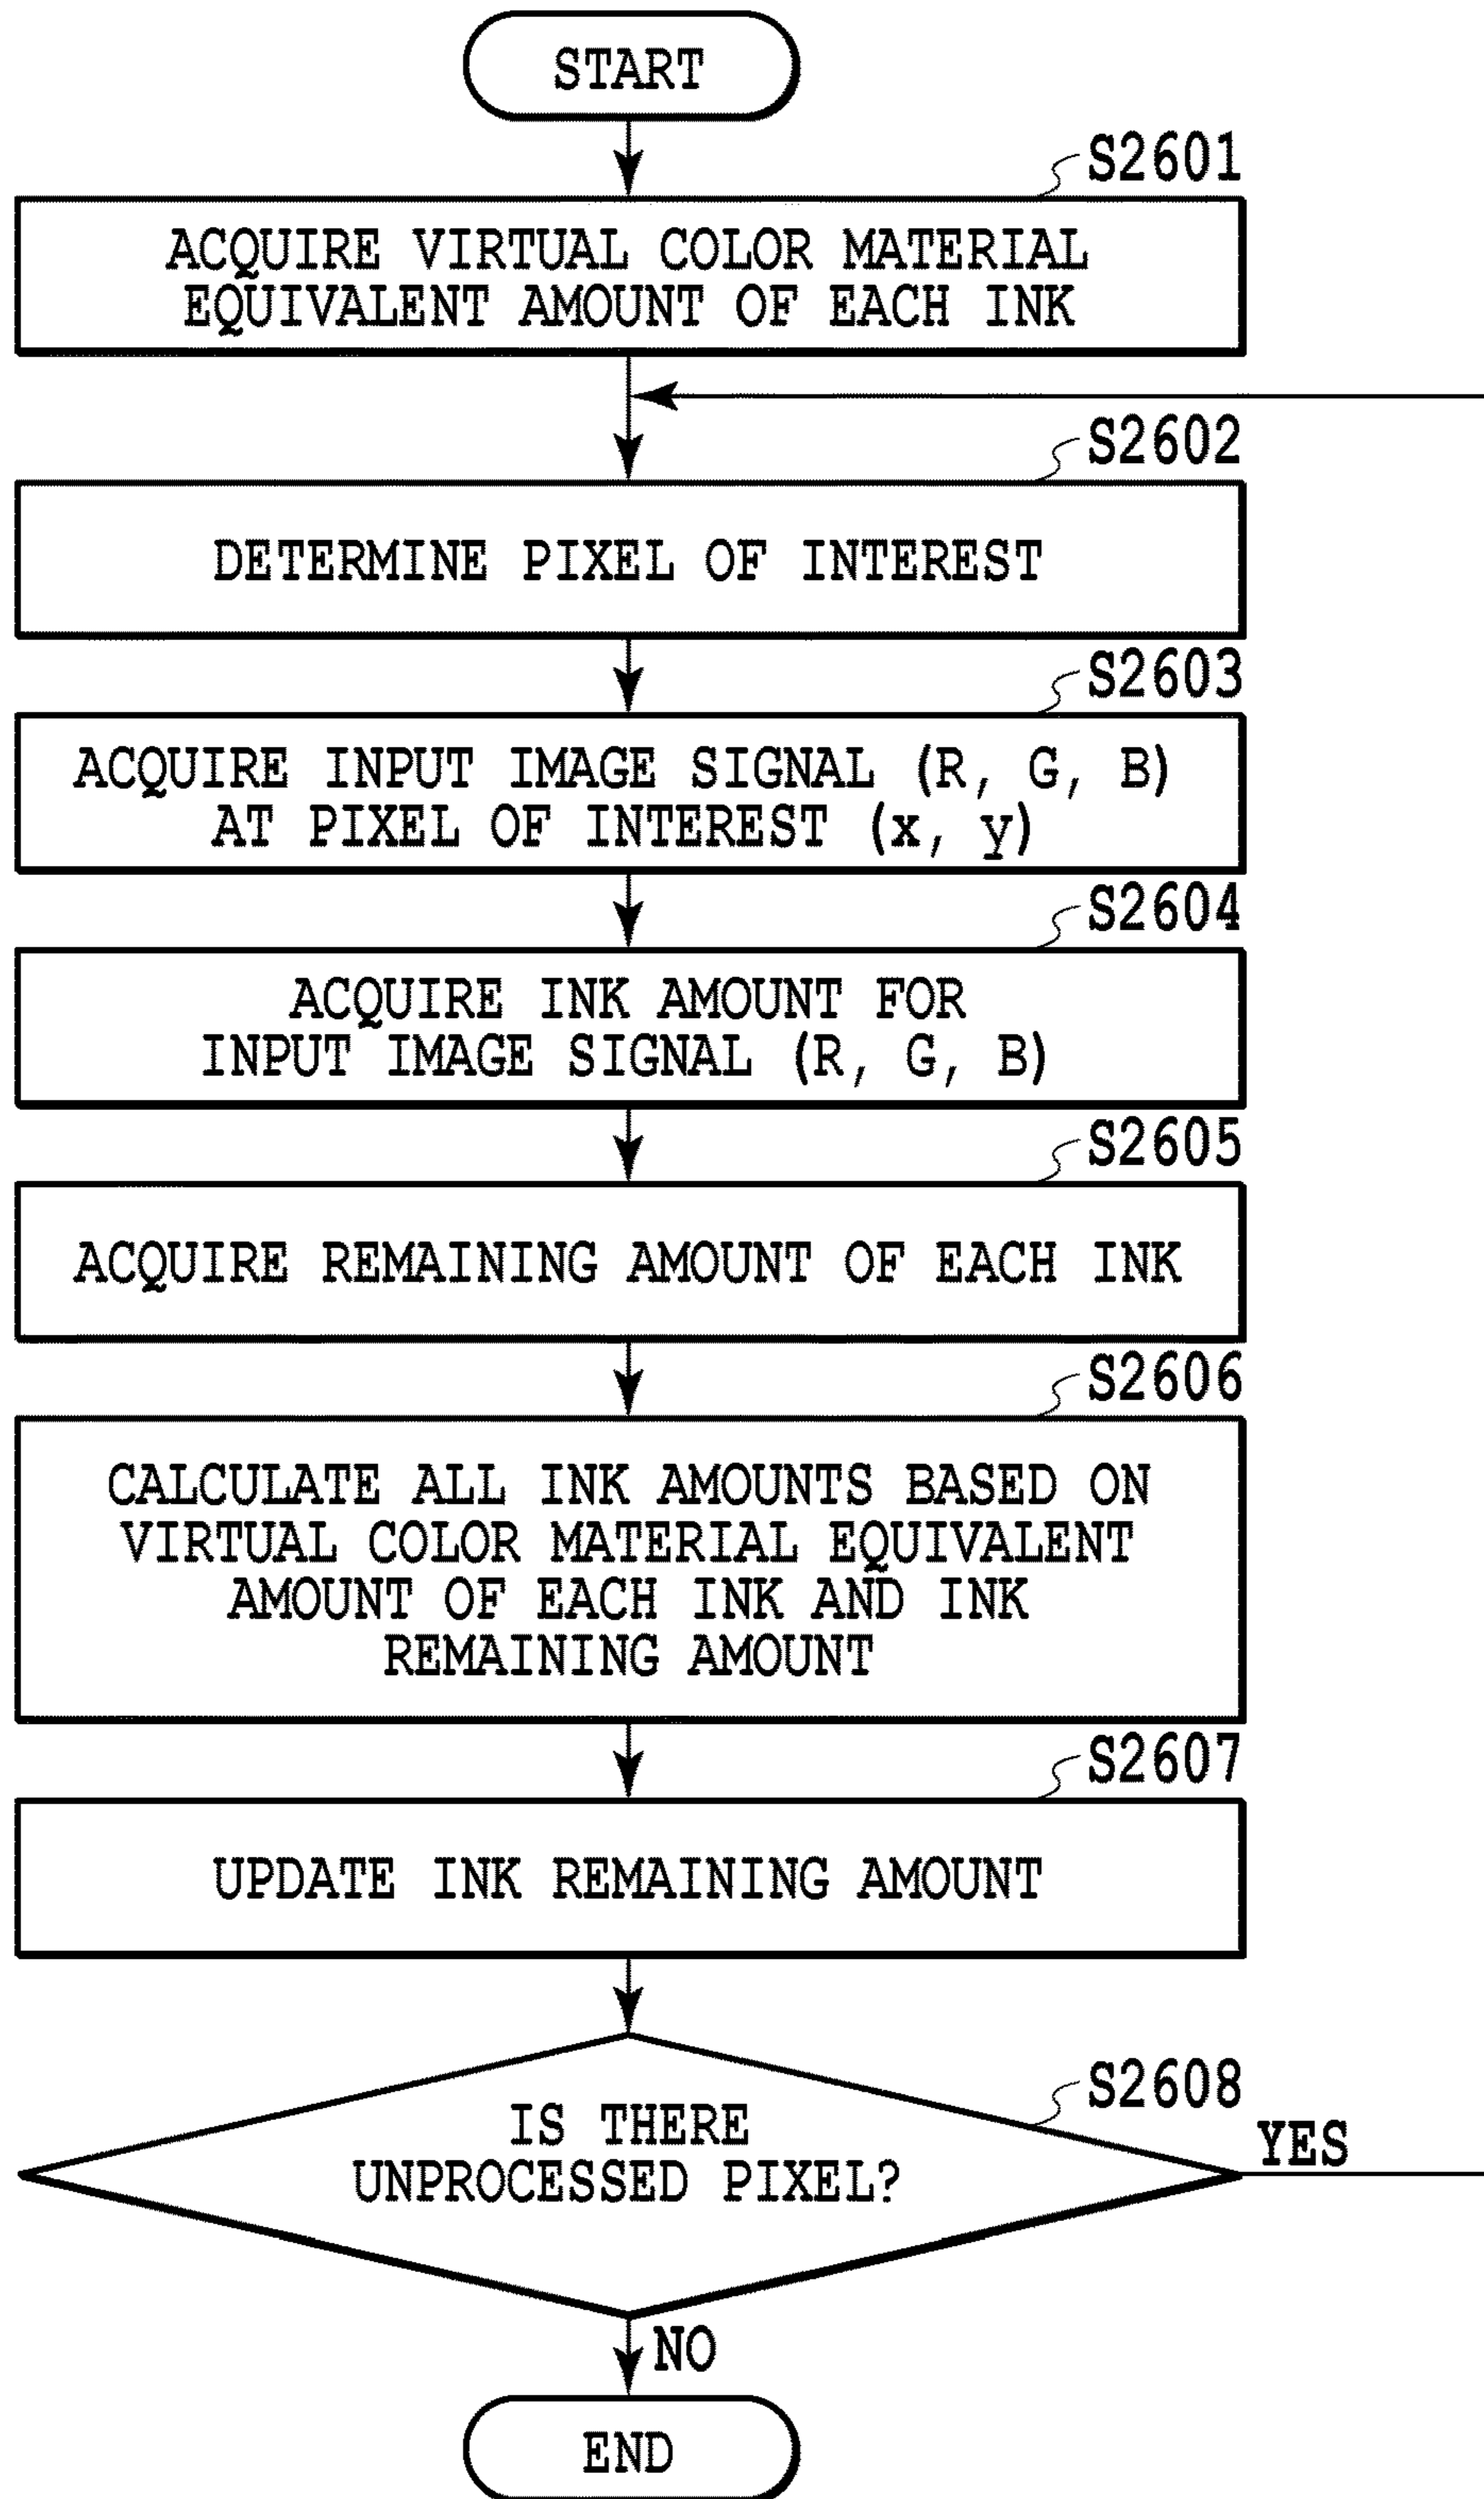 START
S2601
ACQUIRE VIRTUAL COLOR MATERIAL
EQUIVALENT AMOUNT OF EACH INK
S2602
DETERMINE PIXEL OF INTEREST
S2603
ACQUIRE INPUT IMAGE SIGNAL (R, G, B)
AT PIXEL OF INTEREST (x, y)
S2604
ACQUIRE INK AMOUNT FOR
INPUT IMAGE SIGNAL (R, G, B)
S2605
ACQUIRE REMAINING AMOUNT OF EACH INK
S2606
CALCULATE ALL INK AMOUNTS BASED ON
VIRTUAL COLOR MATERIAL EQUIVALENT
AMOUNT OF EACH INK AND INK
REMAINING AMOUNT
S2607
UPDATE INK REMAINING AMOUNT
S2608
IS THERE
UNPROCESSED PIXEL?
YES
NO
END